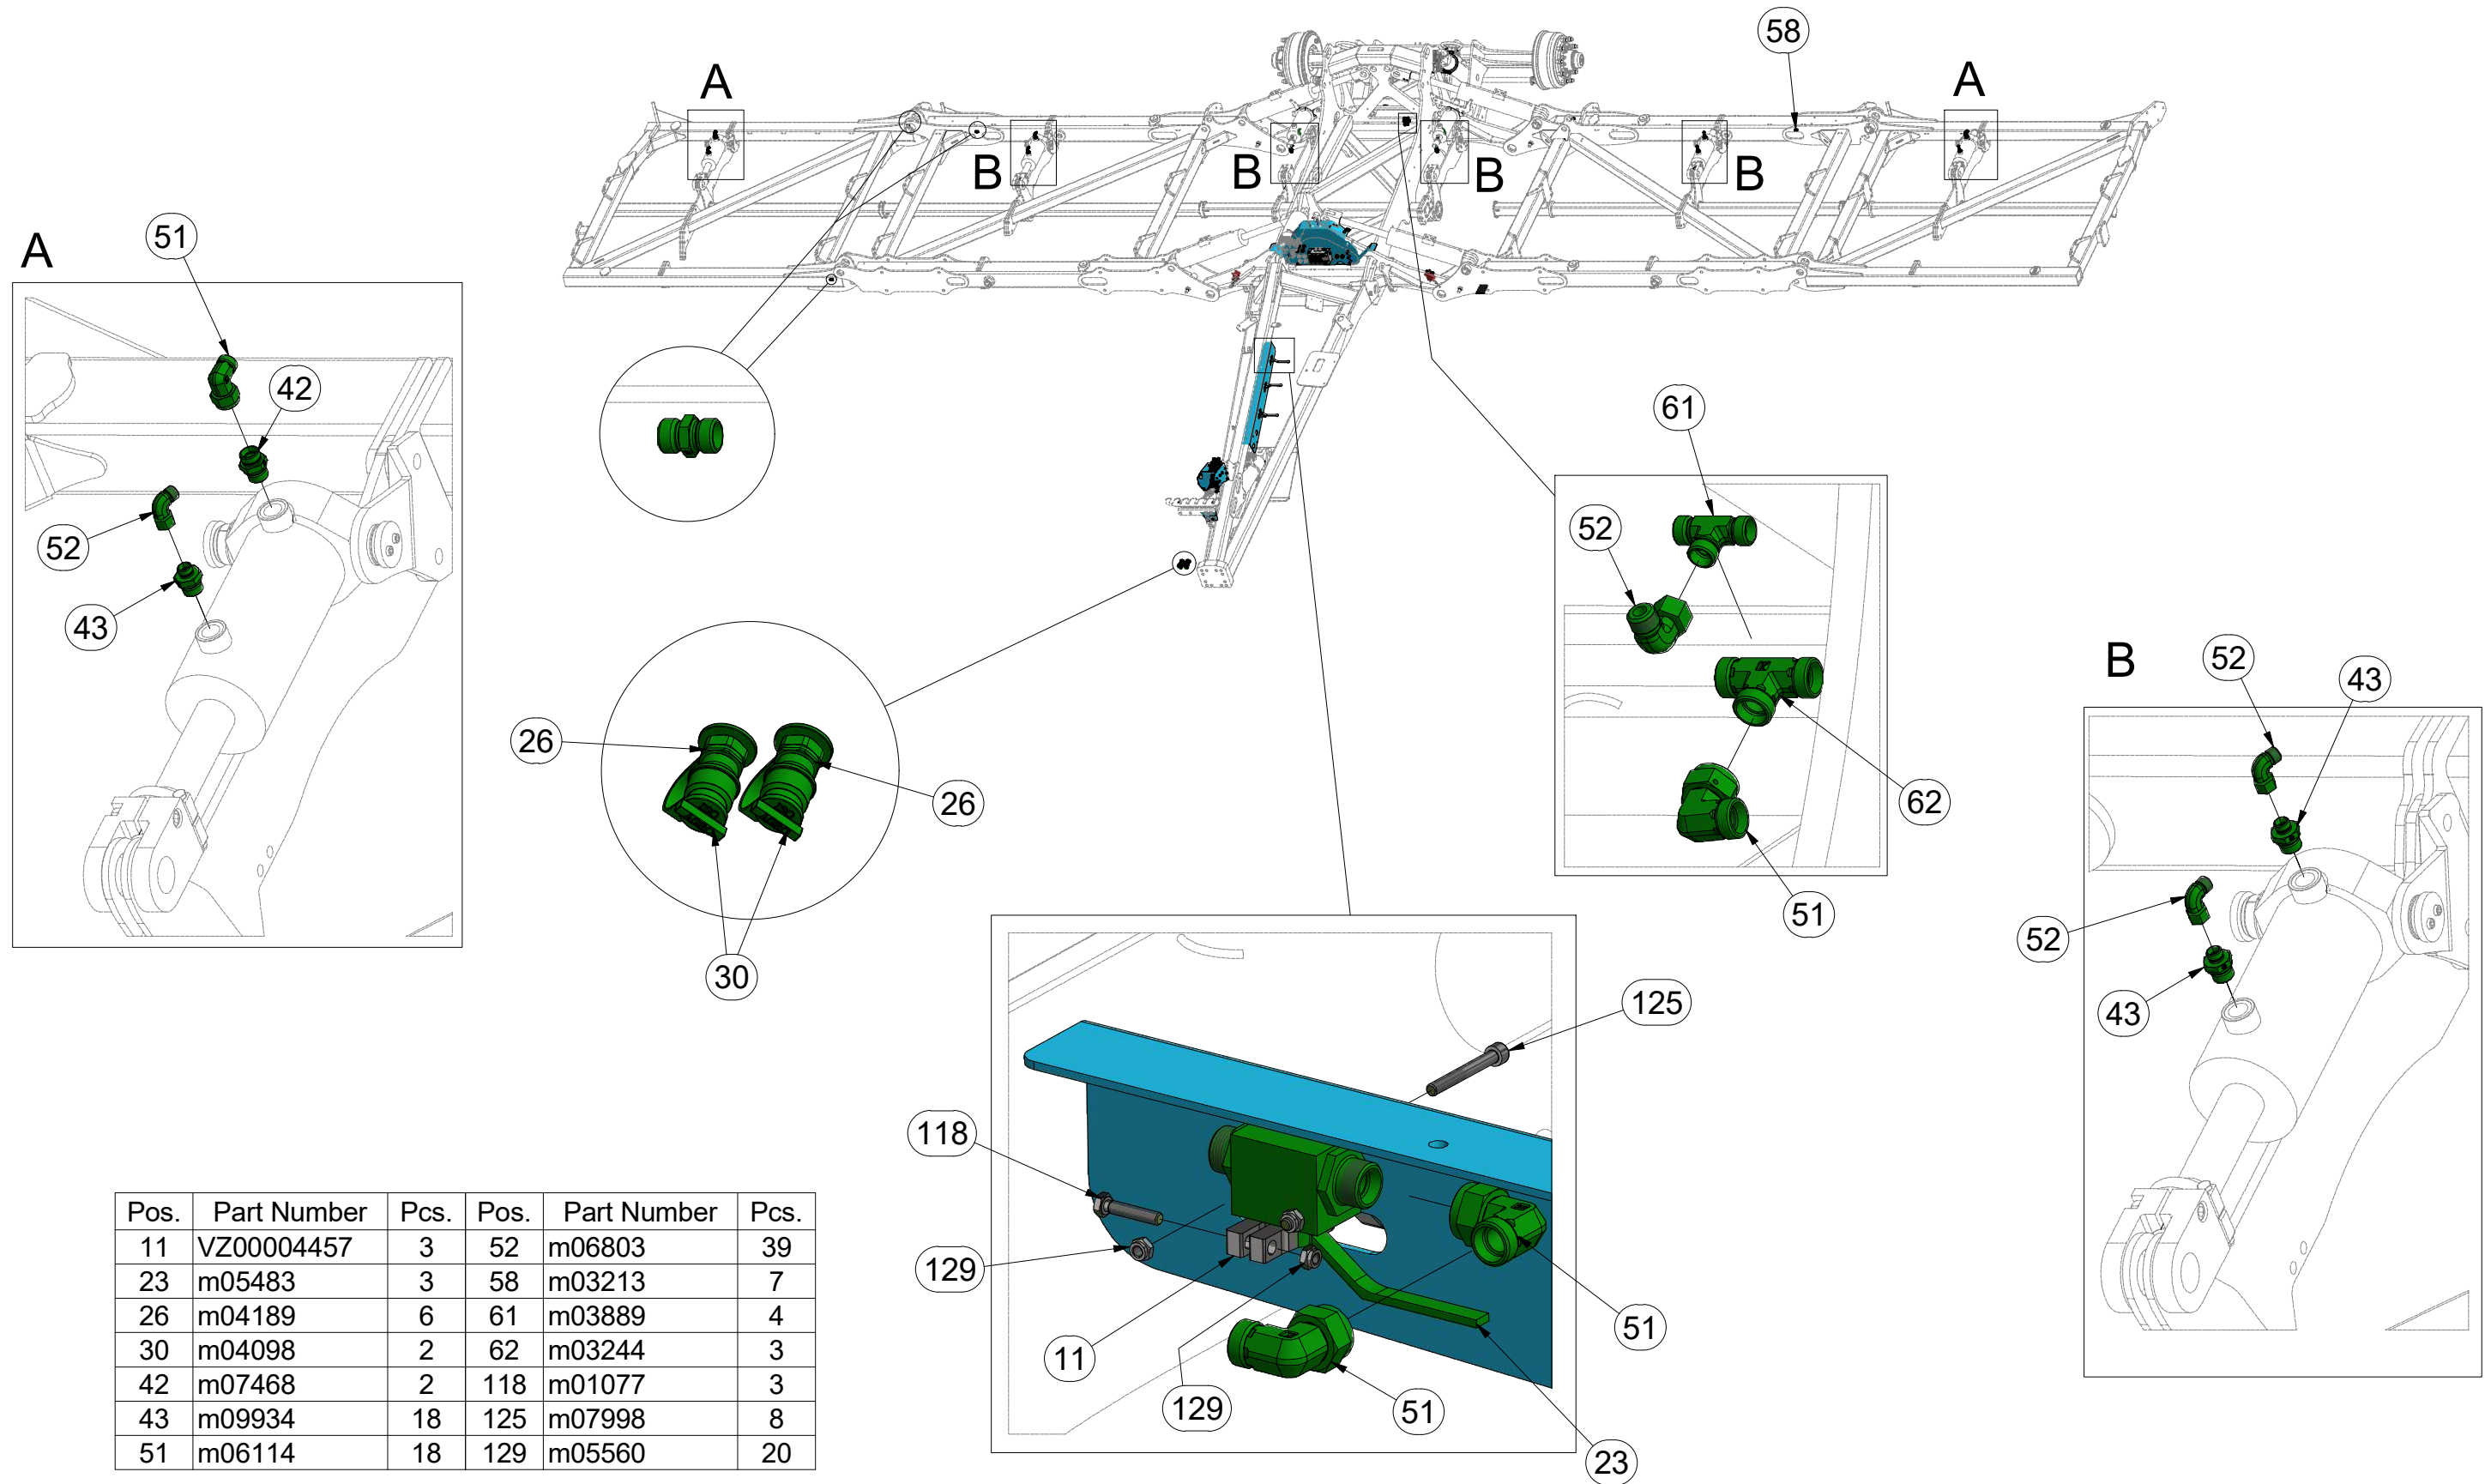 58
A
A
B
B
B
B
A
51
42
52
43
61
52
62
51
26
26
30
B
52
43
52
43
125
118
129
11
129
51
51
23
Pos. Part Number Pcs. Pos. Part Number Pcs.
11 VZ00004457 3 52 m06803 39
23 m05483 3 58 m03213 7
26 m04189 6 61 m03889 4
30 m04098 2 62 m03244 3
42 m07468 2 118 m01077 3
43 m09934 18 125 m07998 8
51 m06114 18 129 m05560 20